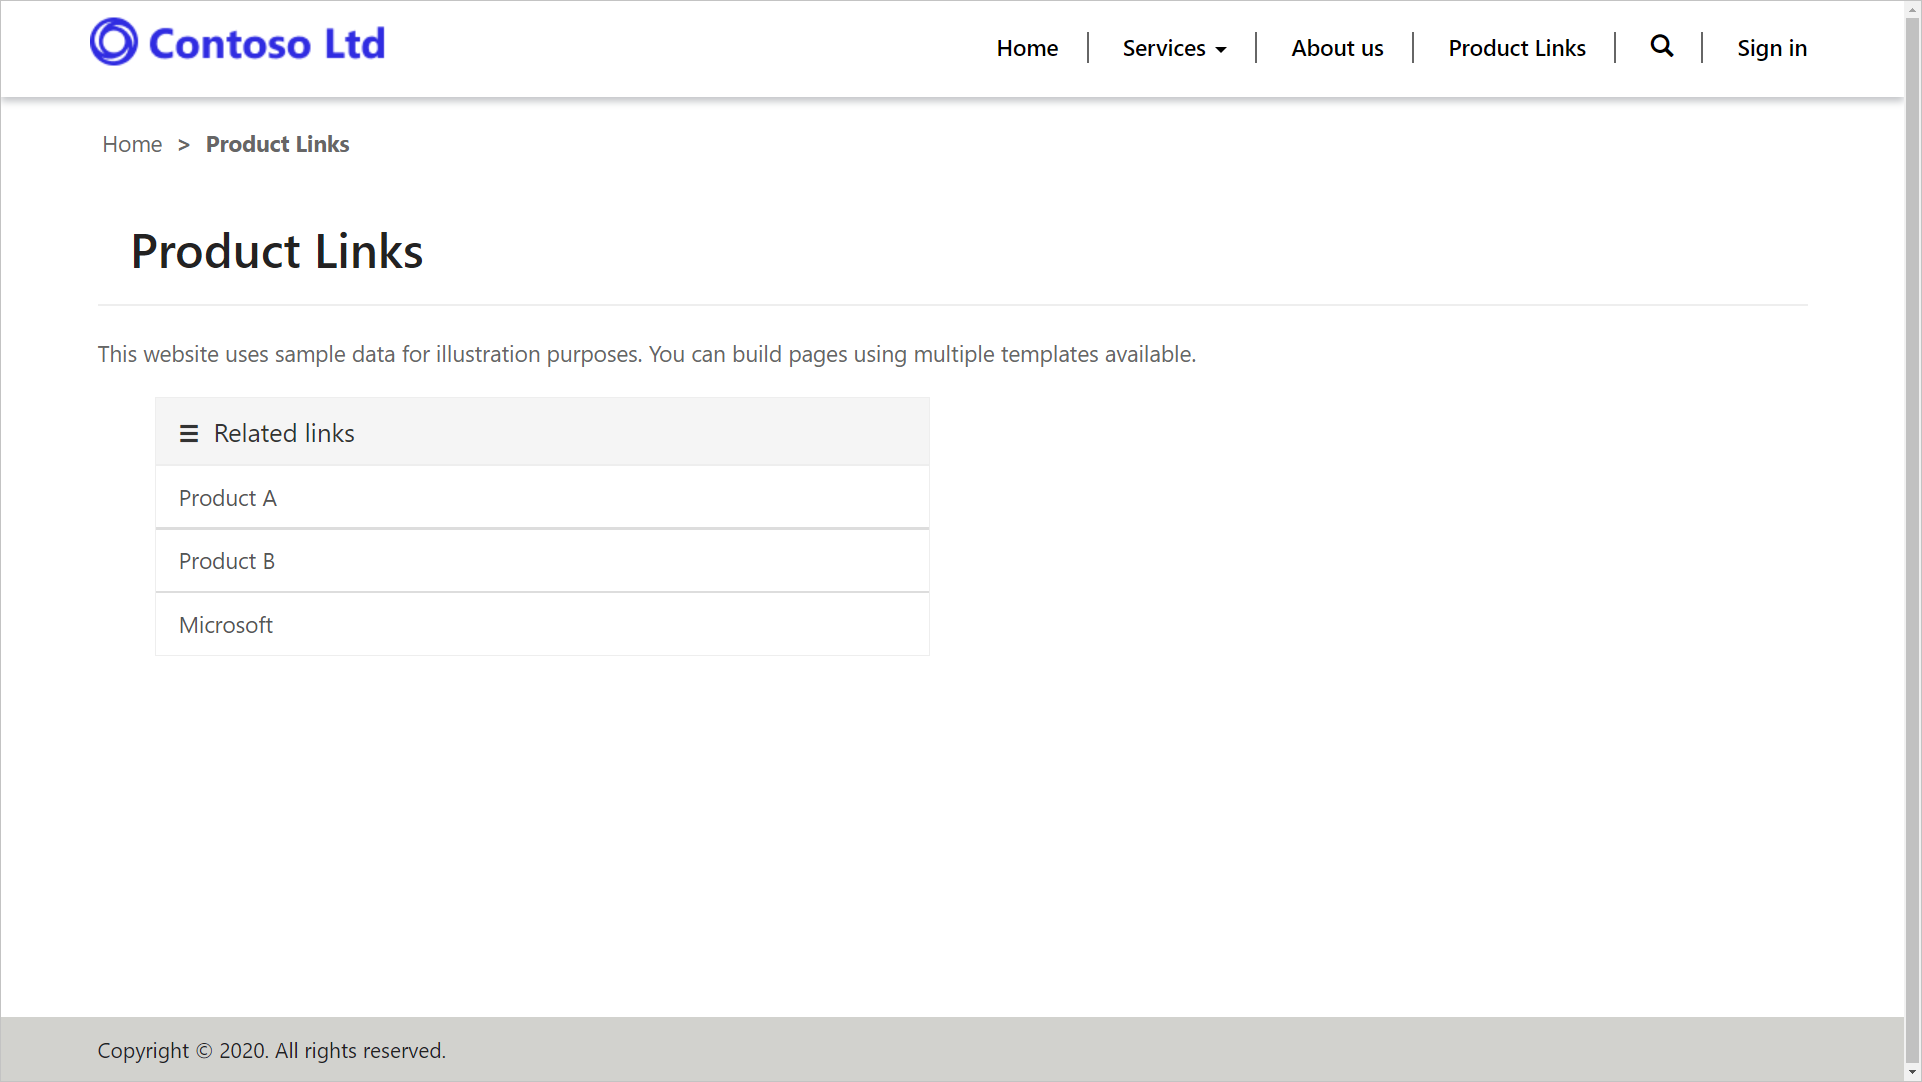 Contoso Ltd
Home Services About us Product Links Sign in
Home > Product Links
Product Links
This website uses sample data for illustration purposes. You can build pages using multiple templates available.
Related links
Product A
Product B
Microsoft
Copyright © 2020. All rights reserved.